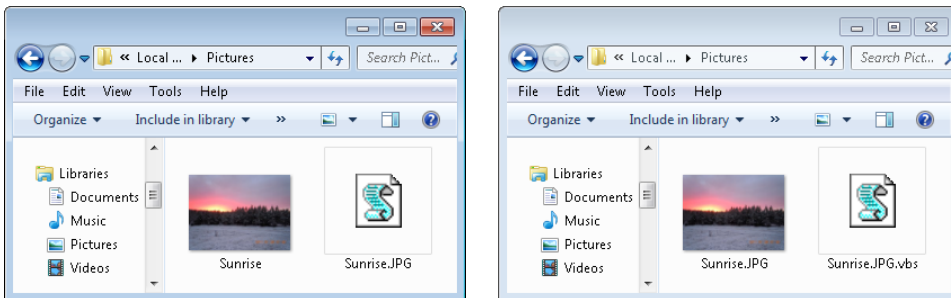 « Local ... ▸ Pictures
Search Pict...
File Edit View Tools Help
Organize Include in library »
Libraries
Documents
Music
Pictures
Videos
Sunrise
Sunrise.JPG
« Local ... ▸ Pictures
Search Pict...
File Edit View Tools Help
Organize Include in library »
Libraries
Documents
Music
Pictures
Videos
Sunrise.JPG
Sunrise.JPG.vbs